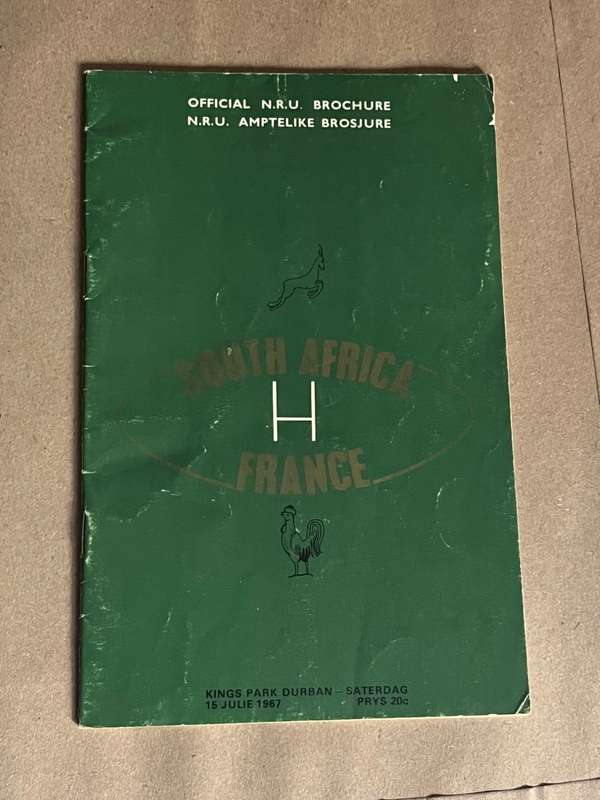 OFFICIAL N.R.U. BROCHURE
N.R.U. AMPTELIKE BROSJURE
SOUTH AFRICA
FRANCE
KINGS PARK DURBAN – SATERDAG
15 JULIE 1967 PRYS 20c